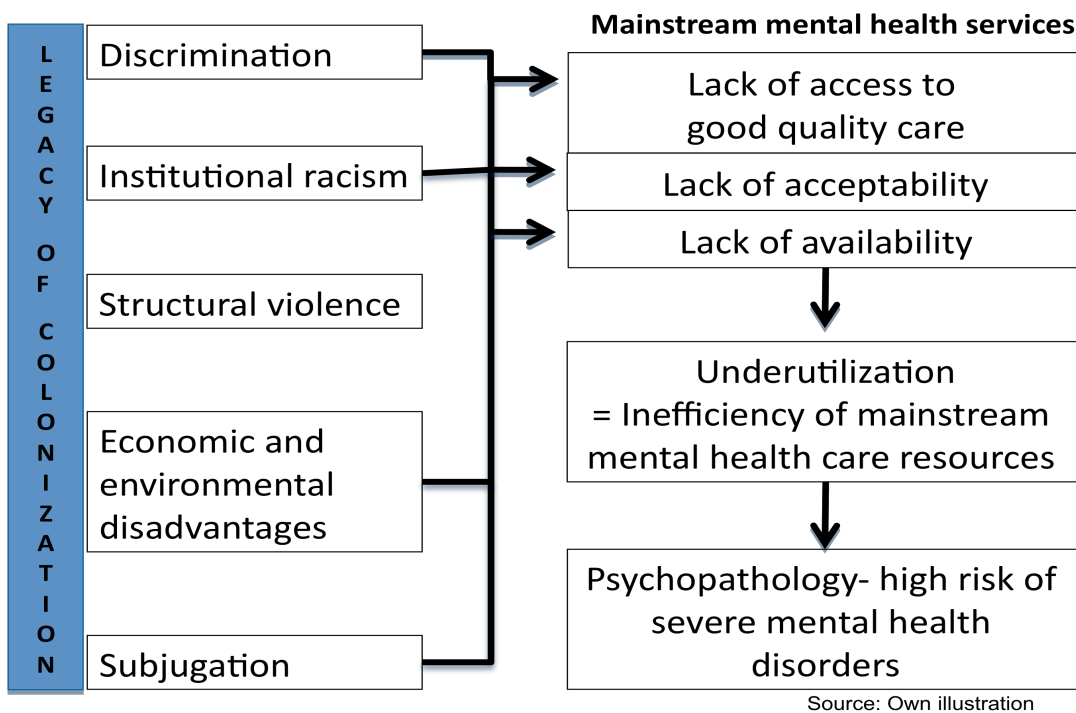 LEGACY OF COLONIZATION
Discrimination
Institutional racism
Structural violence
Economic and
environmental
disadvantages
Subjugation
Mainstream mental health services
Lack of access to
good quality care
Lack of acceptability
Lack of availability
Underutilization
= Inefficiency of mainstream
mental health care resources
Psychopathology- high risk of
severe mental health
disorders
Source: Own illustration